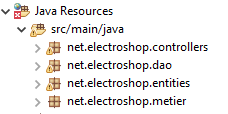 Java Resources
src/main/java
net.electroshop.controllers
net.electroshop.dao
net.electroshop.entities
net.electroshop.metier